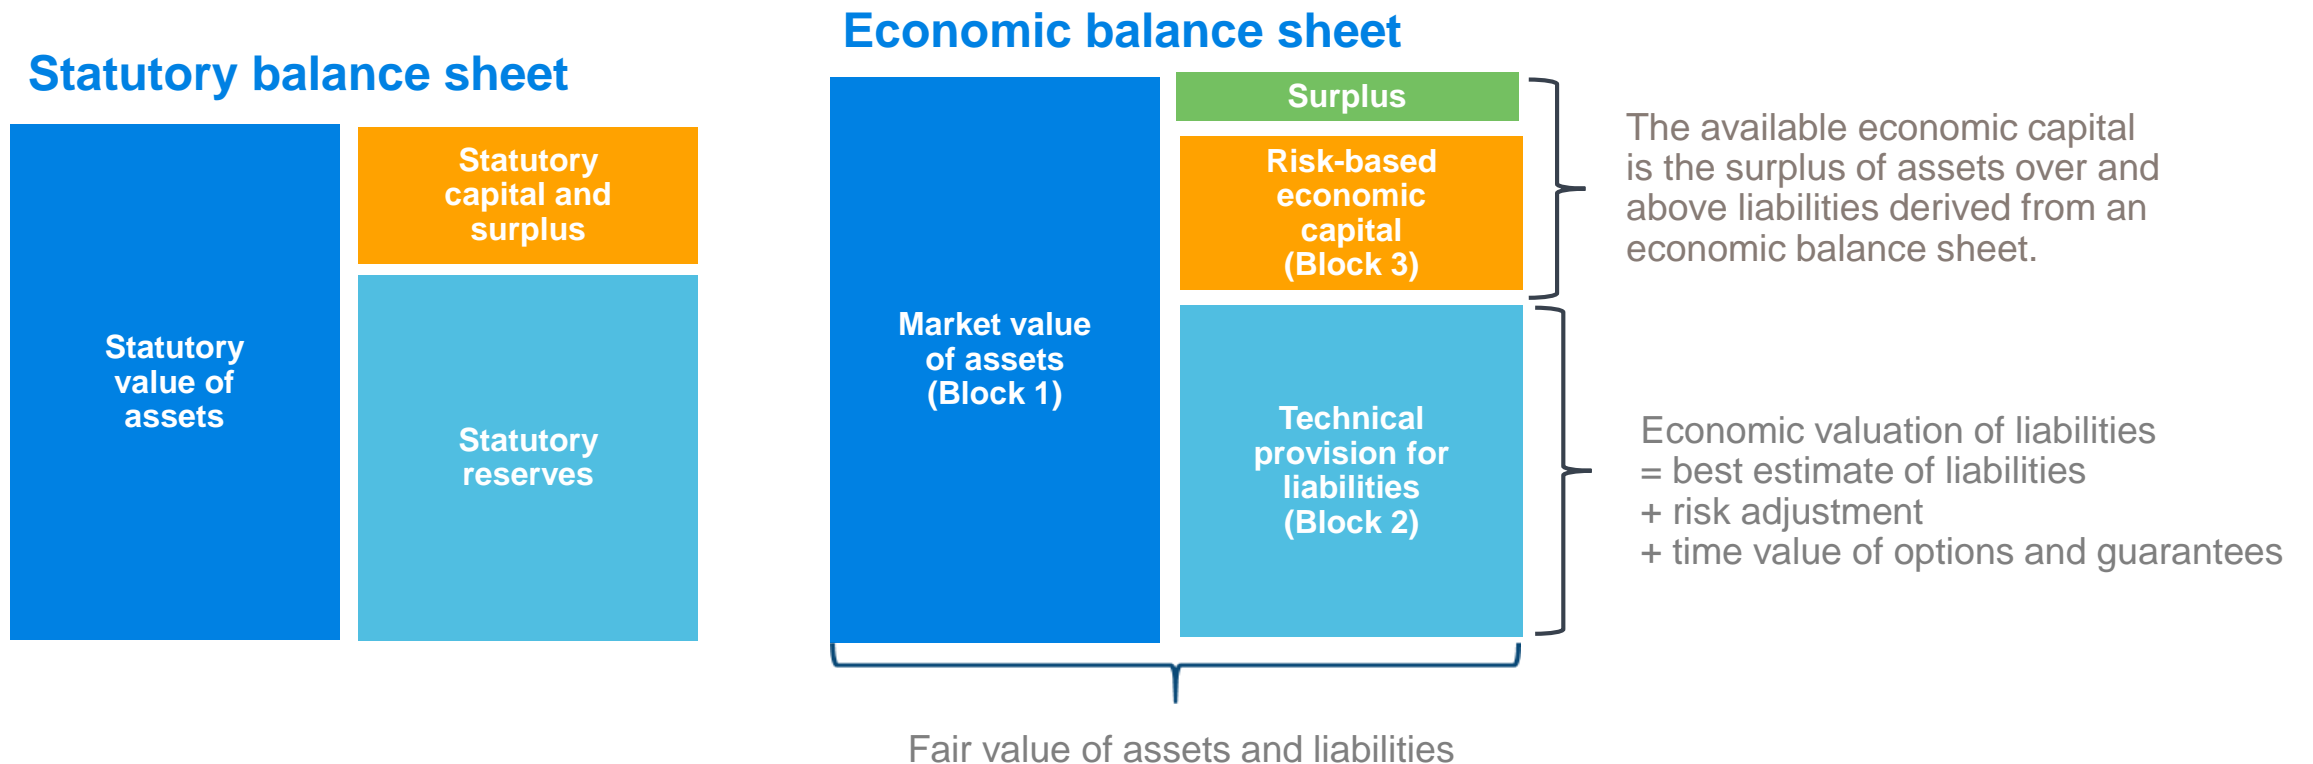 Statutory balance sheet
Statutory
value of
assets
Statutory
capital and
surplus
Statutory
reserves
Economic balance sheet
Market value
of assets
(Block 1)
Surplus
Risk-based
economic
capital
(Block 3)
Technical
provision for
liabilities
(Block 2)
The available economic capital
is the surplus of assets over and
above liabilities derived from an
economic balance sheet.
Economic valuation of liabilities
= best estimate of liabilities
+ risk adjustment
+ time value of options and guarantees
Fair value of assets and liabilities